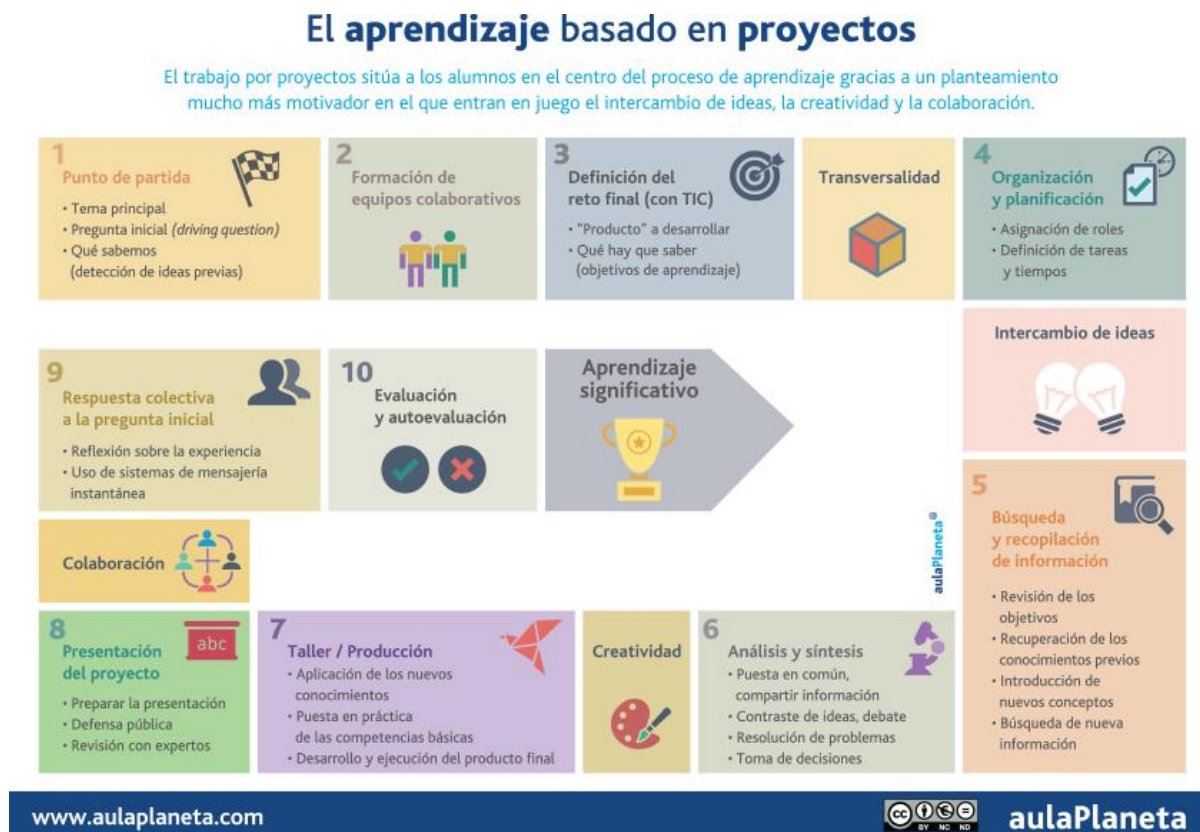 El aprendizaje basado en proyectos
El trabajo por proyectos sitúa a los alumnos en el centro del proceso de aprendizaje gracias a un planteamiento
mucho más motivador en el que entran en juego el intercambio de ideas, la creatividad y la colaboración.
1
Punto de partida
• Tema principal
• Pregunta inicial (driving question)
• Qué sabemos
(detección de ideas previas)
2
Formación de
equipos colaborativos
3
Definición del
reto final (con TIC)
• "Producto" a desarrollar
• Qué hay que saber
(objetivos de aprendizaje)
Transversalidad
4
Organización
y planificación
• Asignación de roles
• Definición de tareas
y tiempos
Intercambio de ideas
5
Búsqueda
y recopilación
de información
• Revisión de los
objetivos
• Recuperación de los
conocimientos previos
• Introducción de
nuevos conceptos
• Búsqueda de nueva
información
6
Análisis y síntesis
• Puesta en común,
compartir información
• Contraste de ideas, debate
• Resolución de problemas
• Toma de decisiones
Creatividad
7
Taller / Producción
• Aplicación de los nuevos
conocimientos
• Puesta en práctica
de las competencias básicas
• Desarrollo y ejecución del producto final
8
Presentación
del proyecto
abc
• Preparar la presentación
• Defensa pública
• Revisión con expertos
Colaboración
9
Respuesta colectiva
a la pregunta inicial
• Reflexión sobre la experiencia
• Uso de sistemas de mensajería
instantánea
10
Evaluación
y autoevaluación
Aprendizaje
significativo
aulaPlaneta
www.aulaplaneta.com
cc
BY NC ND
aulaPlaneta